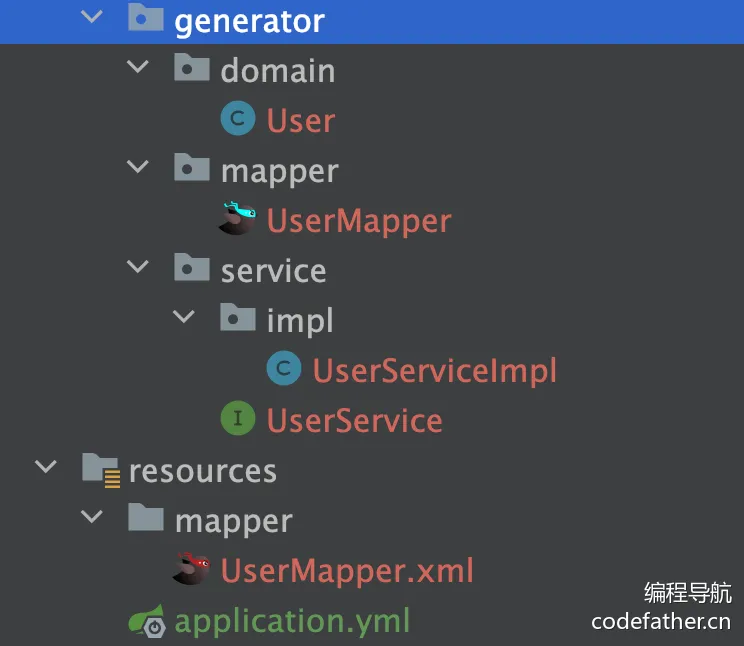 generator
domain
C User
mapper
UserMapper
service
impl
C UserServiceImpl
I UserService
resources
mapper
UserMapper.xml
application.yml
编程导航
codefather.cn